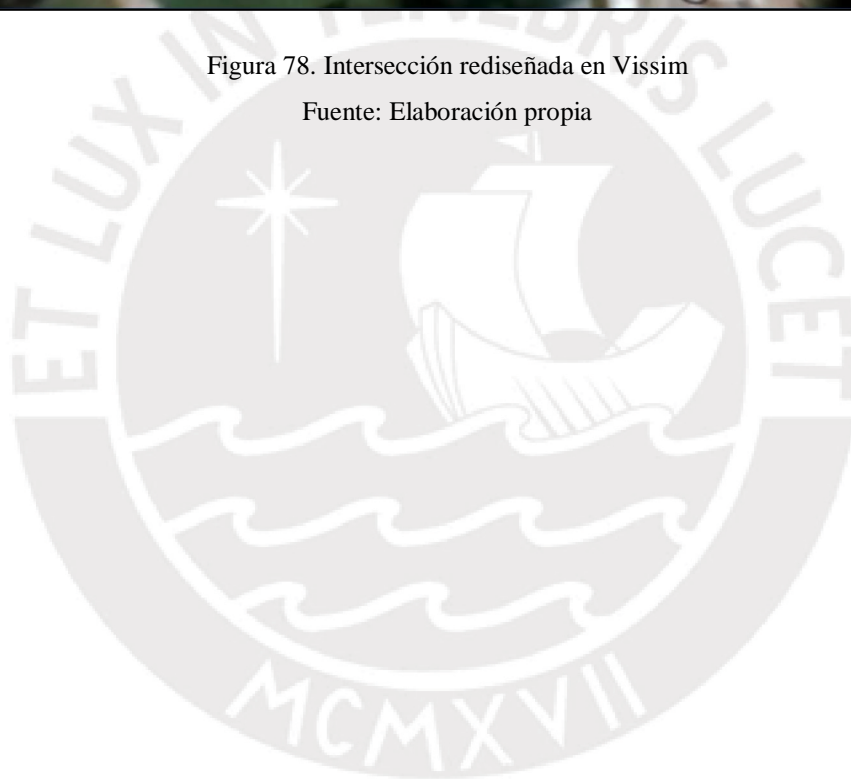 Figura 78. Intersección rediseñada en Vissim
Fuente: Elaboración propia
ET LUX IN TENEBRIS LUCET
MCMXVII